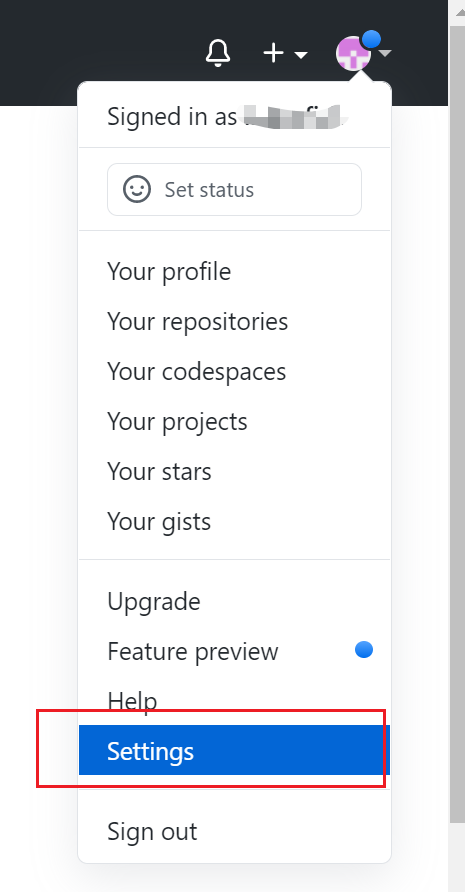 Signed in as
Set status
Your profile
Your repositories
Your codespaces
Your projects
Your stars
Your gists
Upgrade
Feature preview
Help
Settings
Sign out